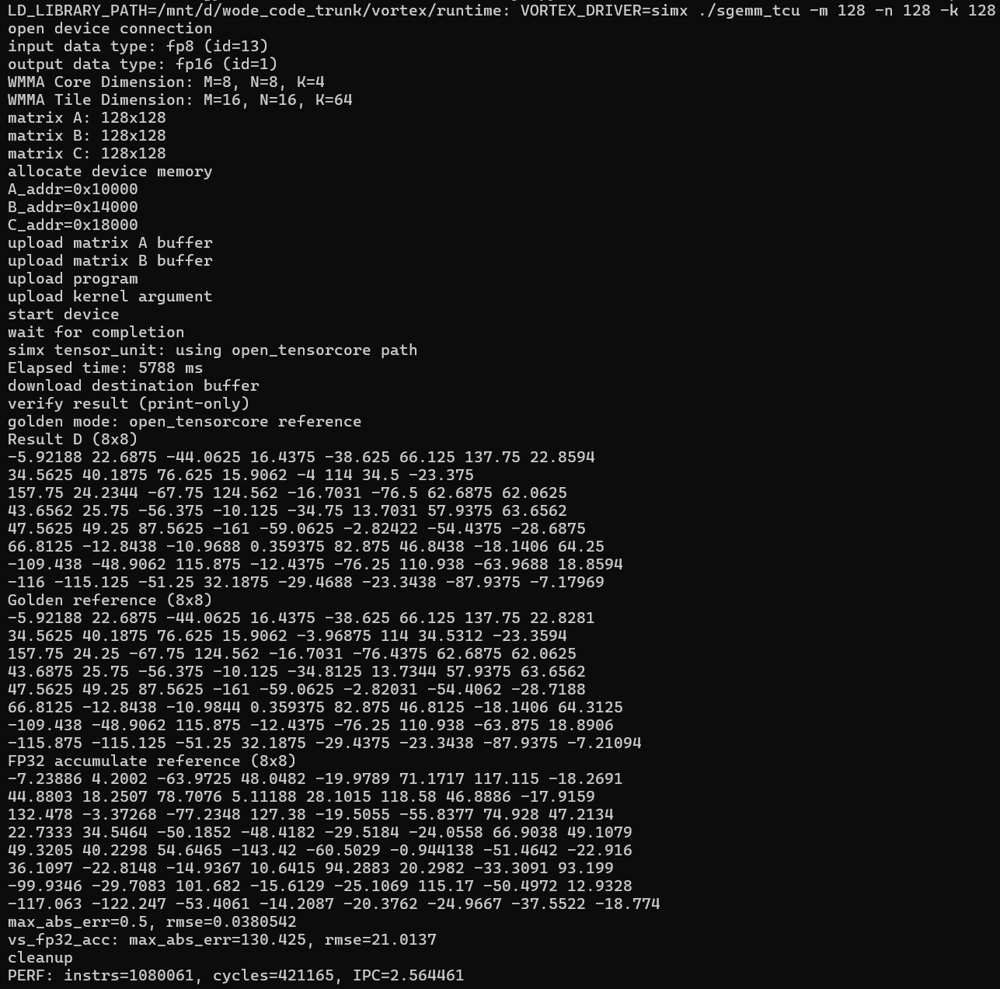 LD_LIBRARY_PATH=/mnt/d/wode_code_trunk/vortex/runtime: VORTEX_DRIVER=simx ./sgemm_tcu -m 128 -n 128 -k 128
open device connection
input data type: fp8 (id=13)
output data type: fp16 (id=1)
WMMA Core Dimension: M=8, N=8, K=4
WMMA Tile Dimension: M=16, N=16, K=64
matrix A: 128x128
matrix B: 128x128
matrix C: 128x128
allocate device memory
A_addr=0x10000
B_addr=0x14000
C_addr=0x18000
upload matrix A buffer
upload matrix B buffer
upload program
upload kernel argument
start device
wait for completion
simx tensor_unit: using open_tensorcore path
Elapsed time: 5788 ms
download destination buffer
verify result (print-only)
golden mode: open_tensorcore reference
Result D (8x8)
-5.92188 22.6875 -44.0625 16.4375 -38.625 66.125 137.75 22.8594
34.5625 40.1875 76.625 15.9062 -4 114 34.5 -23.375
157.75 24.2344 -67.75 124.562 -16.7031 -76.5 62.6875 62.0625
43.6562 25.75 -56.375 -10.125 -34.75 13.7031 57.9375 63.6562
47.5625 49.25 87.5625 -161 -59.0625 -2.82422 -54.4375 -28.6875
66.8125 -12.8438 -10.9688 0.359375 82.875 46.8438 -18.1406 64.25
-109.438 -48.9062 115.875 -12.4375 -76.25 110.938 -63.9688 18.8594
-116 -115.125 -51.25 32.1875 -29.4688 -23.3438 -87.9375 -7.17969
Golden reference (8x8)
-5.92188 22.6875 -44.0625 16.4375 -38.625 66.125 137.75 22.8281
34.5625 40.1875 76.625 15.9062 -3.96875 114 34.5312 -23.3594
157.75 24.25 -67.75 124.562 -16.7031 -76.4375 62.6875 62.0625
43.6875 25.75 -56.375 -10.125 -34.8125 13.7344 57.9375 63.6562
47.5625 49.25 87.5625 -161 -59.0625 -2.82031 -54.4062 -28.7188
66.8125 -12.8438 -10.9844 0.359375 82.875 46.8125 -18.1406 64.3125
-109.438 -48.9062 115.875 -12.4375 -76.25 110.938 -63.875 18.8906
-115.875 -115.125 -51.25 32.1875 -29.4375 -23.3438 -87.9375 -7.21094
FP32 accumulate reference (8x8)
-7.23886 4.2002 -63.9725 48.0482 -19.9789 71.1717 117.115 -18.2691
44.8803 18.2507 78.7076 5.11188 28.1015 118.58 46.8886 -17.9159
132.478 -3.37268 -77.2348 127.38 -19.5055 -55.8377 74.928 47.2134
22.7333 34.5464 -50.1852 -48.4182 -29.5184 -24.0558 66.9038 49.1079
49.3205 40.2298 54.6465 -143.42 -60.5029 -0.944138 -51.4642 -22.916
36.1097 -22.8148 -14.9367 10.6415 94.2883 20.2982 -33.3091 93.199
-99.9346 -29.7083 101.682 -15.6129 -25.1069 115.17 -50.4972 12.9328
-117.063 -122.247 -53.4061 -14.2087 -20.3762 -24.9667 -37.5522 -18.774
max_abs_err=0.5, rmse=0.0380542
vs_fp32_acc: max_abs_err=130.425, rmse=21.0137
cleanup
PERF: instrs=1080061, cycles=421165, IPC=2.564461